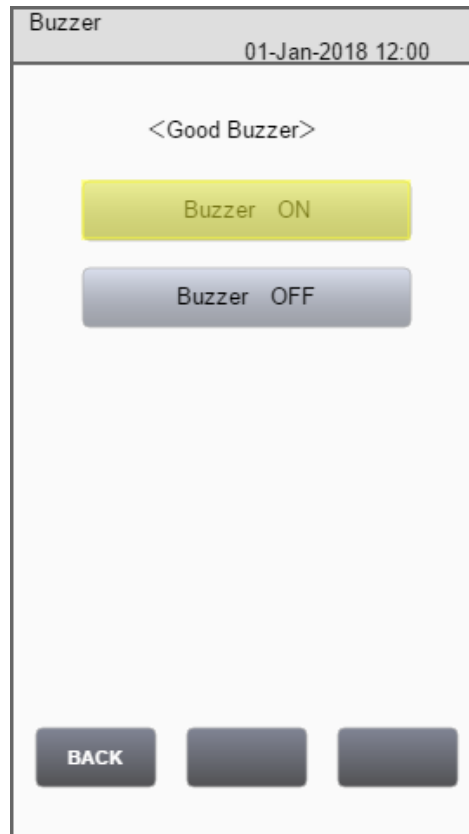 Buzzer
01-Jan-2018 12:00
<Good Buzzer>
Buzzer ON
Buzzer OFF
BACK